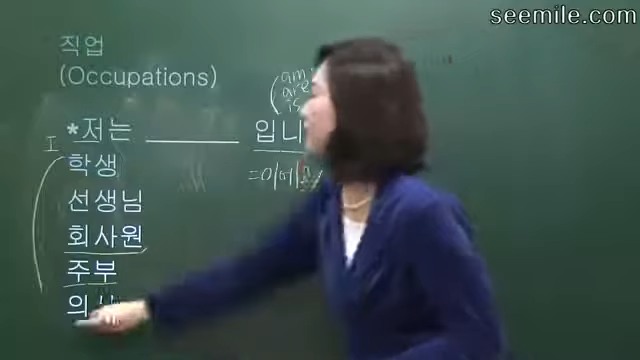 seemile.com
직업
(Occupations)
am
are
is
*저는 입니
I
학생
=이에
선생님
회사원
주부
의